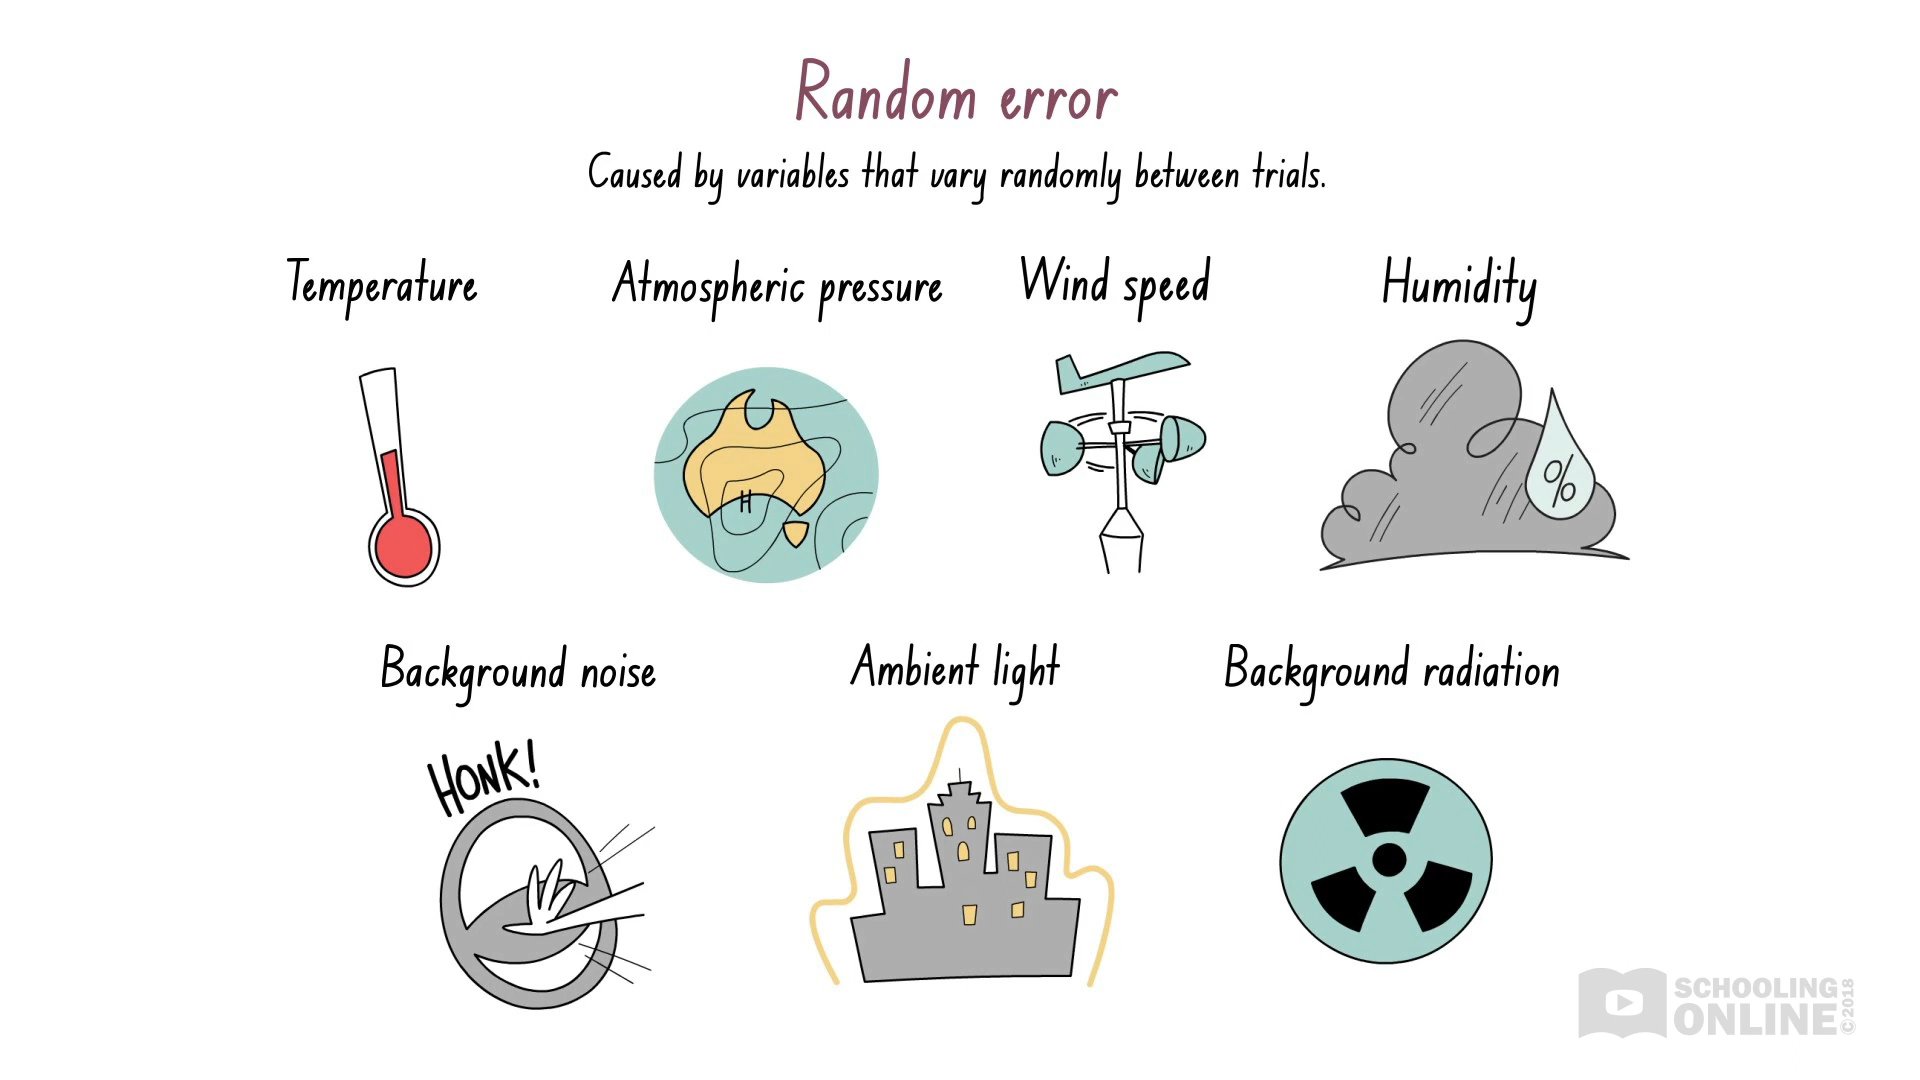 Random error
Caused by variables that vary randomly between trials.
Temperature
Atmospheric pressure
Wind speed
Humidity
H
%
Background noise
Ambient light
Background radiation
HONK!
SCHOOLING
ONLINE
©2018